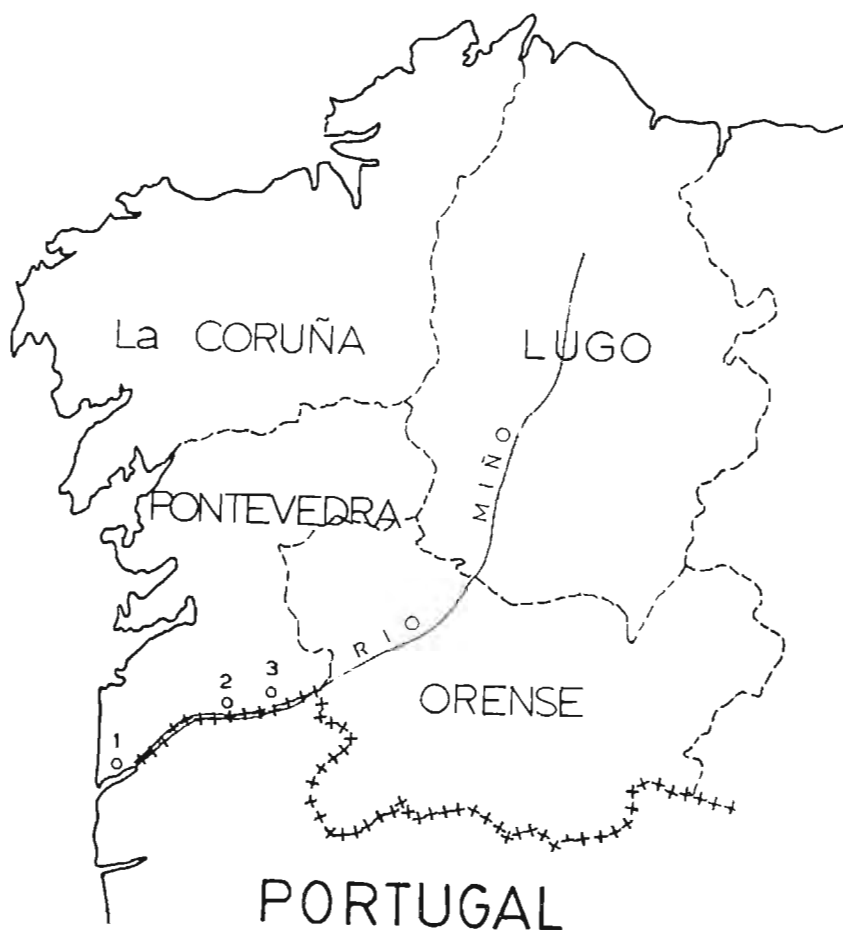 La CORUÑA
LUGO
MIÑO
PONTEVEDRA
RIO
3
2
ORENSE
1
PORTUGAL